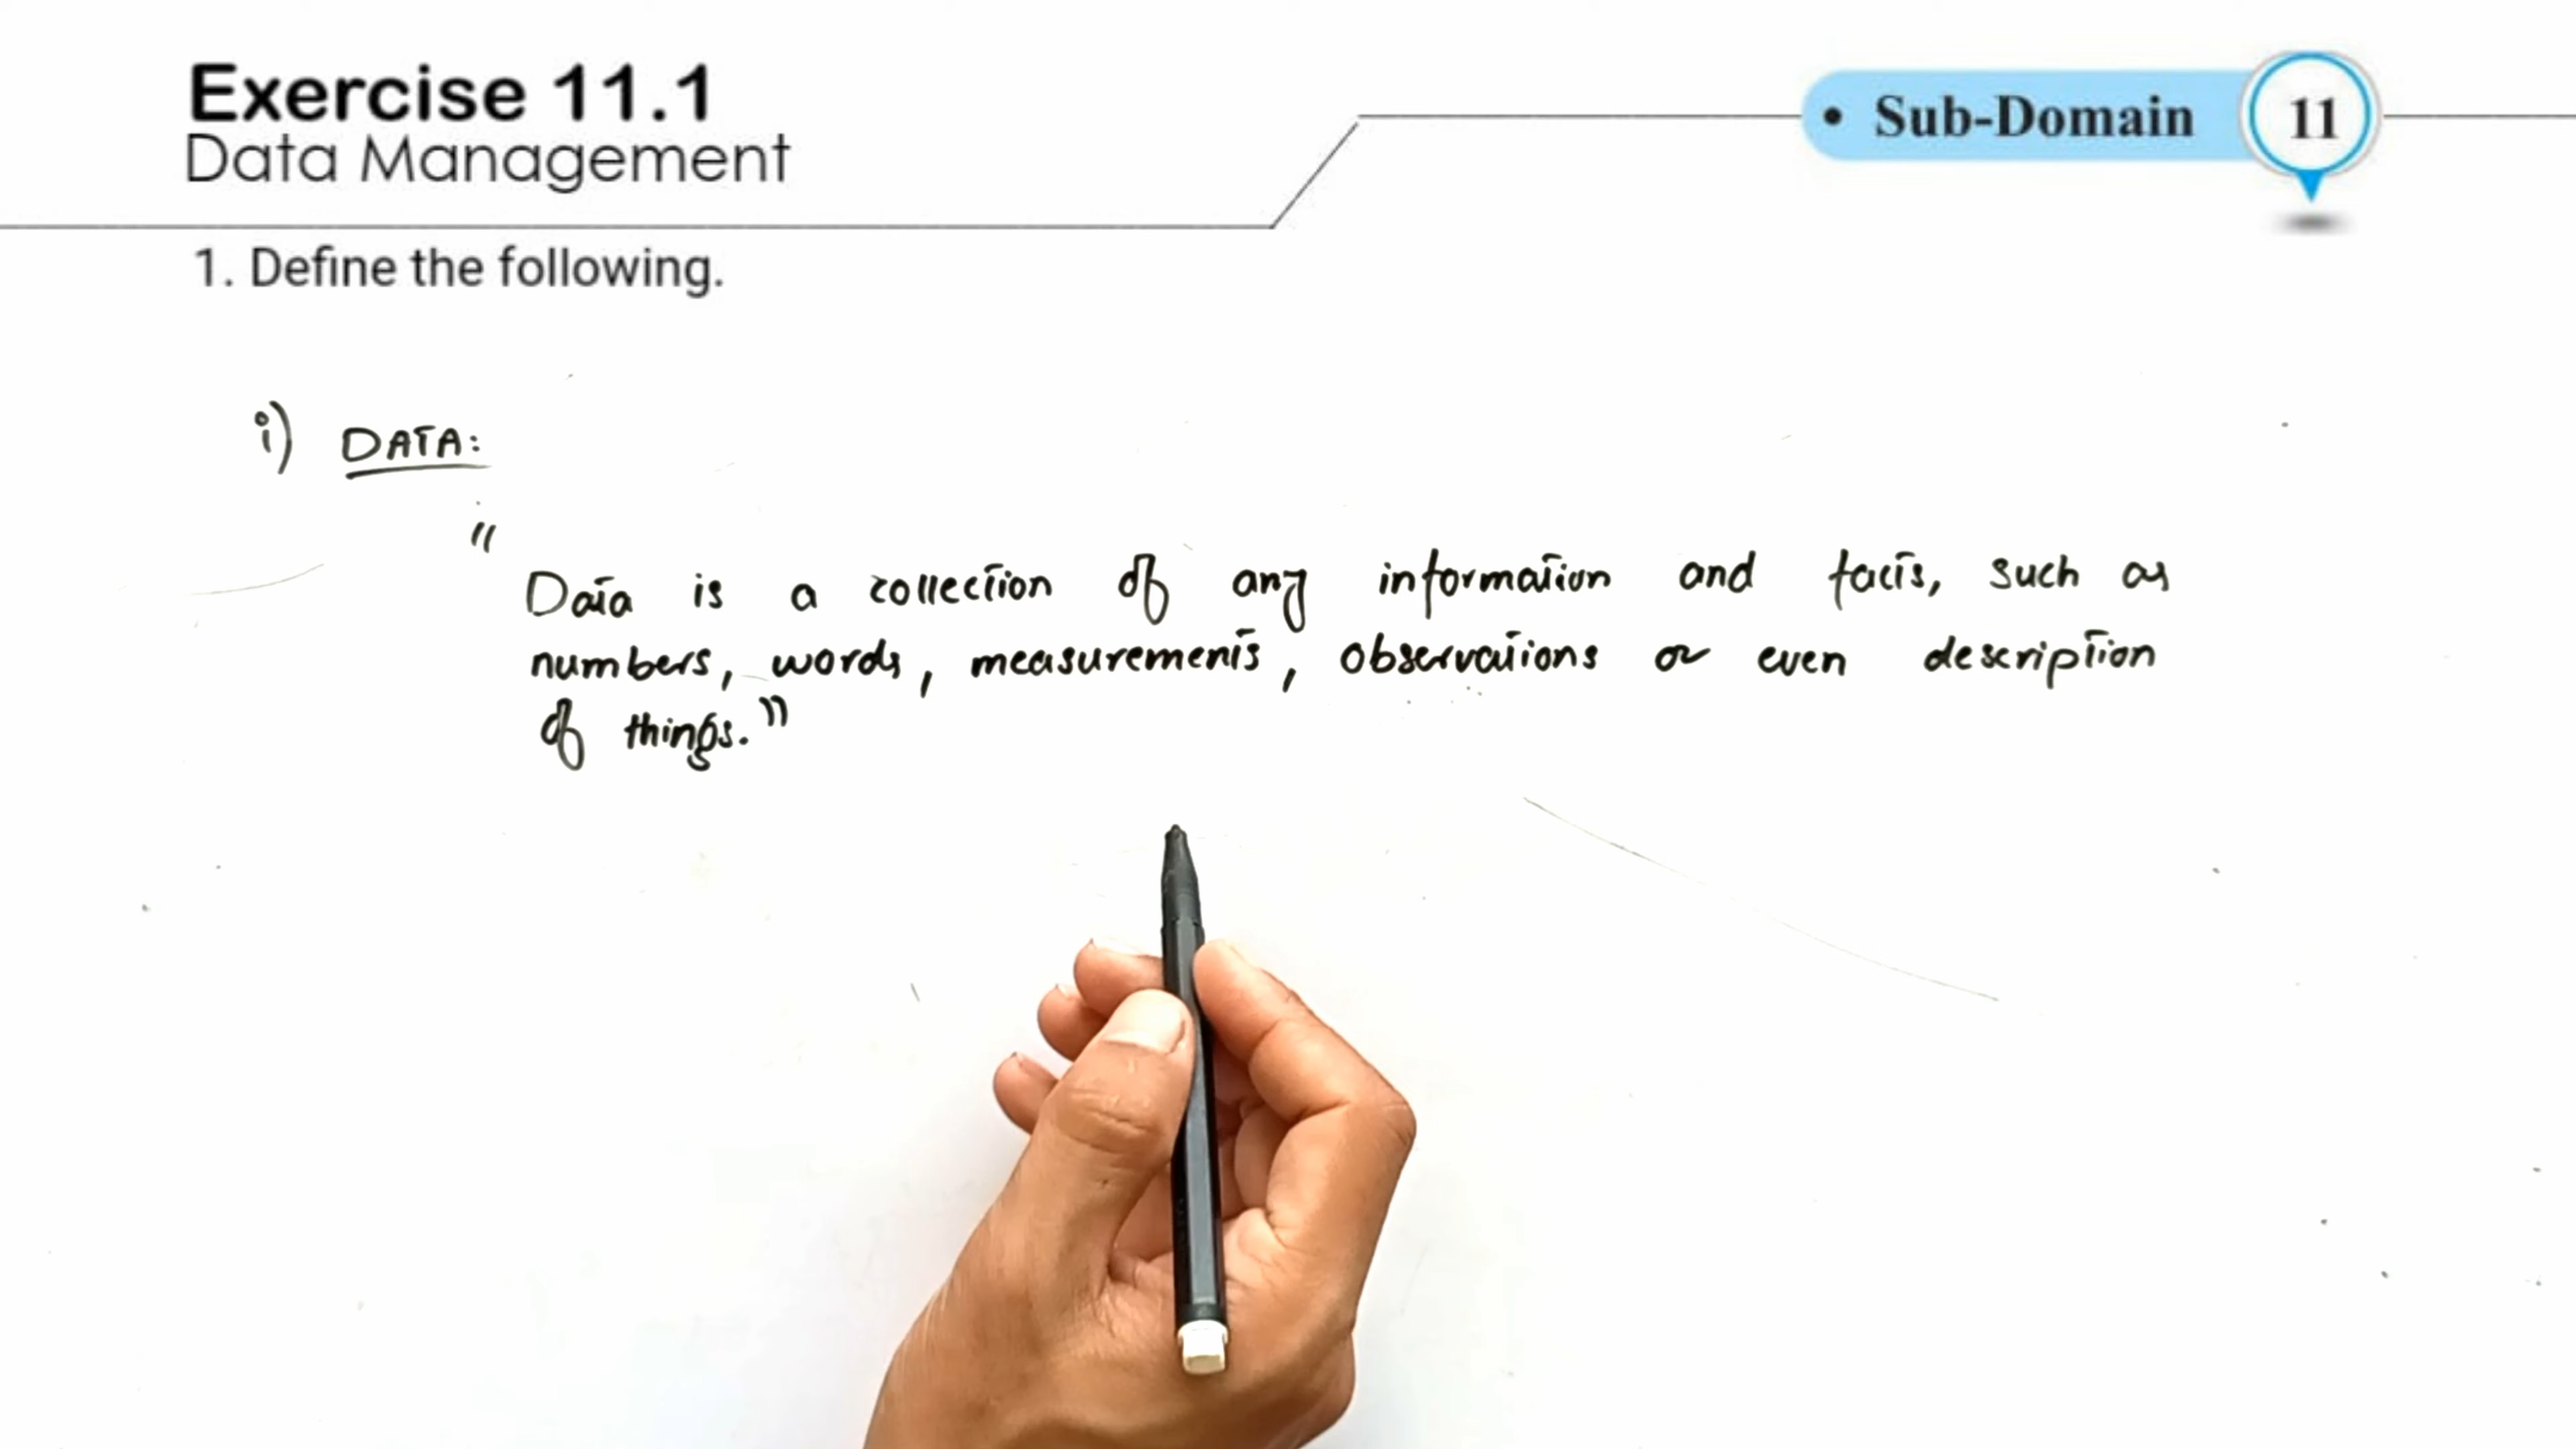 Exercise 11.1
Data Management
• Sub-Domain 11
1. Define the following.
i) DATA:
"Data is a collection of any information and facts, such as
numbers, words, measurements, observations or even description
of things."